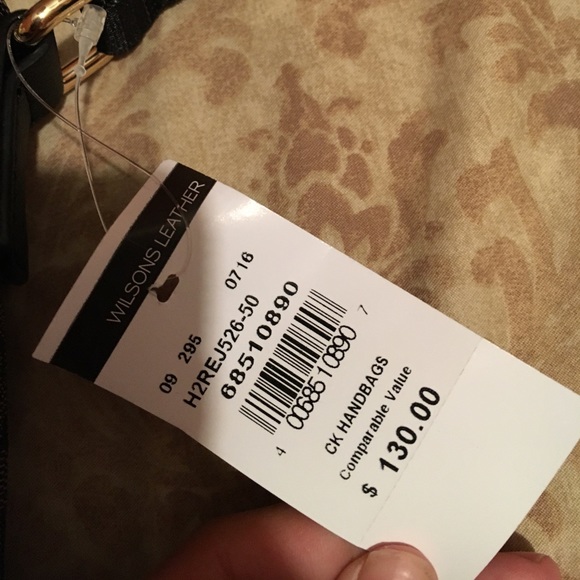 WILSONS LEATHER
09 295 0716
H2REJ526-50
68510890
4 0068510890 7
CK HANDBAGS
Comparable Value
$ 130.00